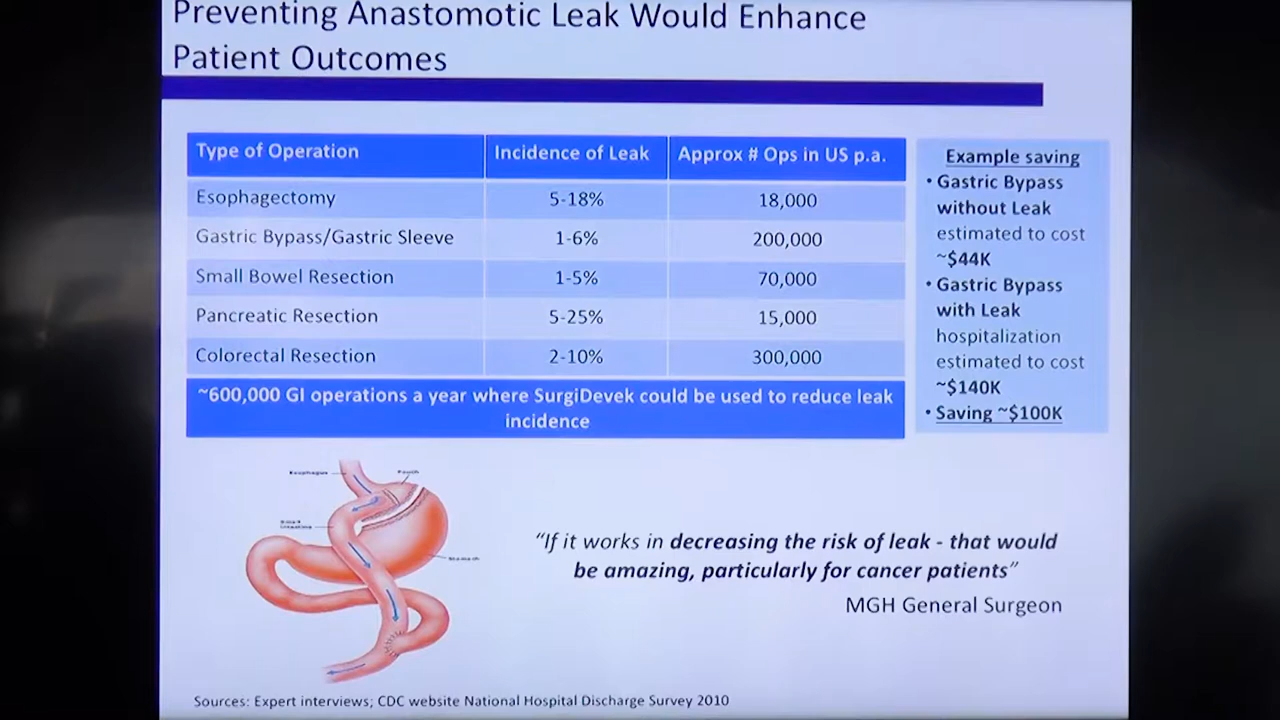 Preventing Anastomotic Leak Would Enhance
Patient Outcomes
Type of Operation Incidence of Leak Approx # Ops in US p.a.
Esophagectomy 5-18% 18,000
Gastric Bypass/Gastric Sleeve 1-6% 200,000
Small Bowel Resection 1-5% 70,000
Pancreatic Resection 5-25% 15,000
Colorectal Resection 2-10% 300,000
~600,000 GI operations a year where SurgiDevek could be used to reduce leak
incidence
Example saving
• Gastric Bypass
without Leak
estimated to cost
~$44K
• Gastric Bypass
with Leak
hospitalization
estimated to cost
~$140K
• Saving ~$100K
Esophagus
Pouch
Stomach
“If it works in decreasing the risk of leak - that would
be amazing, particularly for cancer patients”
MGH General Surgeon
Sources: Expert interviews; CDC website National Hospital Discharge Survey 2010